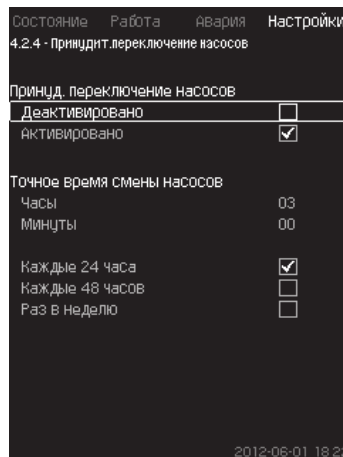 Состояние Работа Авария Настройки
4.2.4 - Принудит.переключение насосов
Принуд. переключение насосов
Деактивировано
Активировано
Точное время смены насосов
Часы 03
Минуты 00
Каждые 24 часа
Каждые 48 часов
Раз в неделю
2012-06-01 18:2